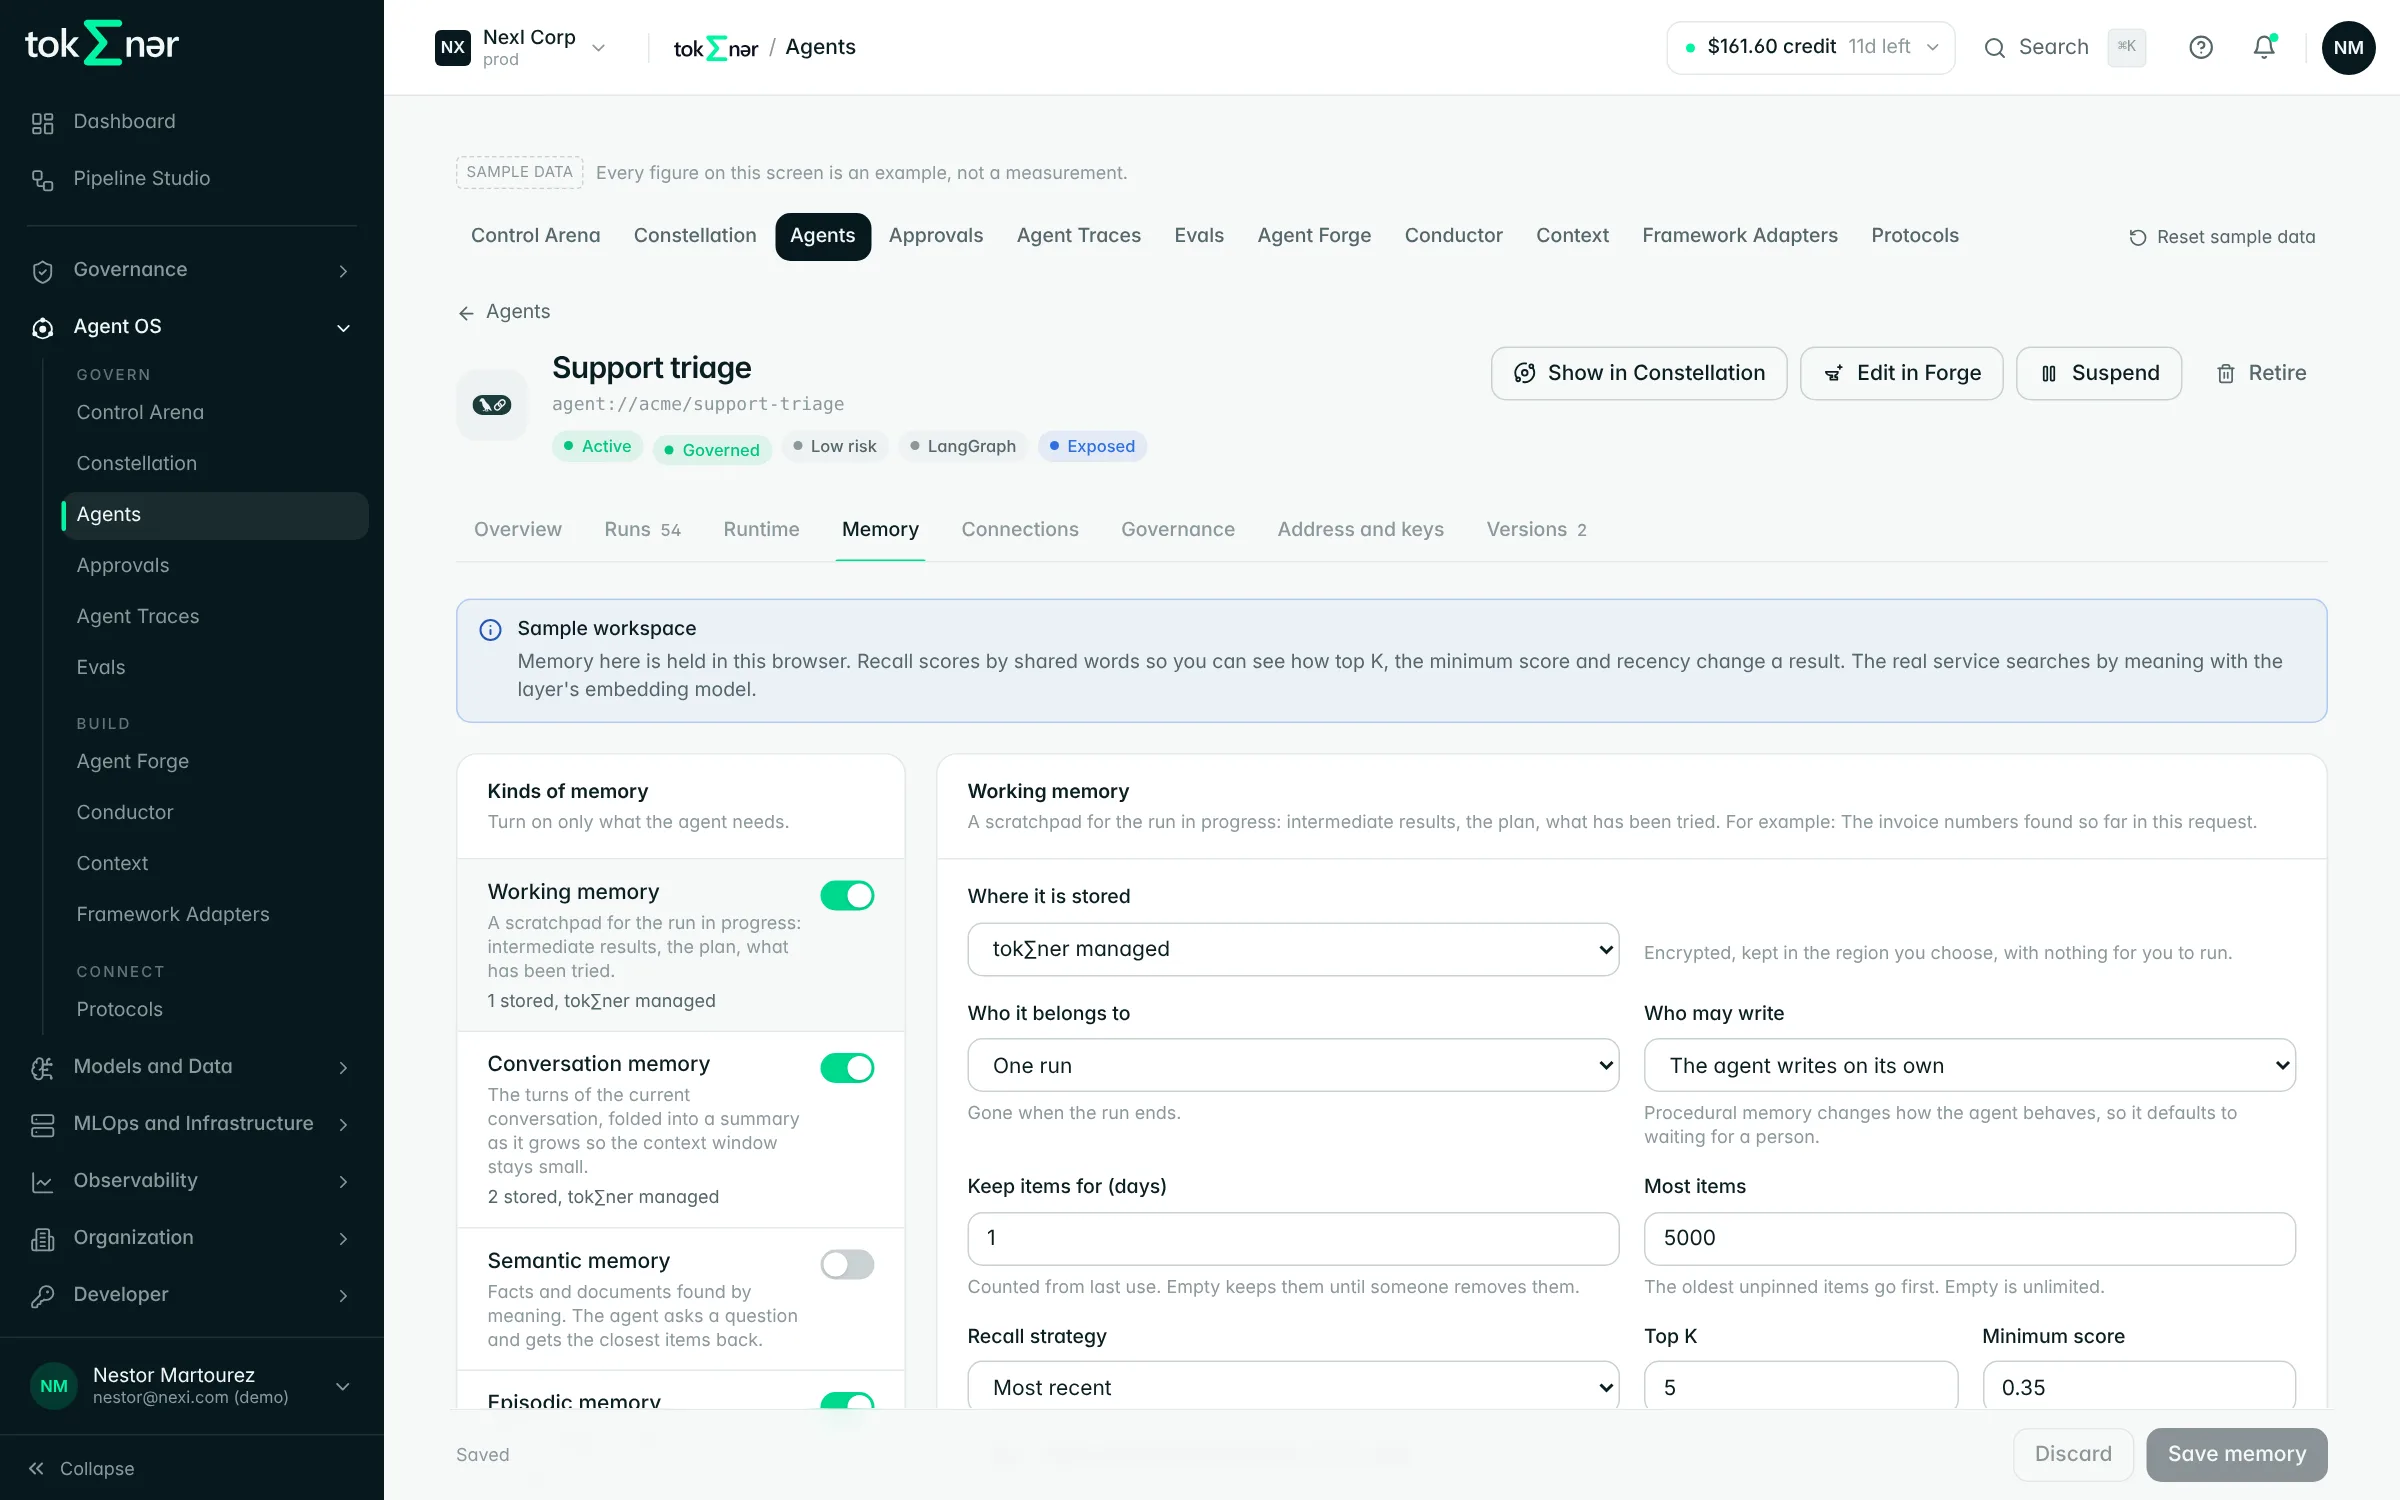 tok∑nər
Dashboard
Pipeline Studio
Governance
Agent OS
GOVERN
Control Arena
Constellation
Agents
Approvals
Agent Traces
Evals
BUILD
Agent Forge
Conductor
Context
Framework Adapters
CONNECT
Protocols
Models and Data
MLOps and Infrastructure
Observability
Organization
Developer
NM
Nestor Martourez
nestor@nexi.com (demo)
Collapse
NX
Nexl Corp
prod
tok∑nər / Agents
$161.60 credit 11d left
Search ⌘K
NM
SAMPLE DATA Every figure on this screen is an example, not a measurement.
Control Arena Constellation Agents Approvals Agent Traces Evals Agent Forge Conductor Context Framework Adapters Protocols
Reset sample data
Agents
Support triage
agent://acme/support-triage
Active Governed Low risk LangGraph Exposed
Show in Constellation Edit in Forge Suspend Retire
Overview Runs 54 Runtime Memory Connections Governance Address and keys Versions 2
Sample workspace
Memory here is held in this browser. Recall scores by shared words so you can see how top K, the minimum score and recency change a result. The real service searches by meaning with the
layer's embedding model.
Kinds of memory
Turn on only what the agent needs.
Working memory
A scratchpad for the run in progress:
intermediate results, the plan, what
has been tried.
1 stored, tok∑ner managed
Conversation memory
The turns of the current
conversation, folded into a summary
as it grows so the context window
stays small.
2 stored, tok∑ner managed
Semantic memory
Facts and documents found by
meaning. The agent asks a question
and gets the closest items back.
Episodic memory
Working memory
A scratchpad for the run in progress: intermediate results, the plan, what has been tried. For example: The invoice numbers found so far in this request.
Where it is stored
tok∑ner managed
Encrypted, kept in the region you choose, with nothing for you to run.
Who it belongs to
One run
Gone when the run ends.
Who may write
The agent writes on its own
Procedural memory changes how the agent behaves, so it defaults to
waiting for a person.
Keep items for (days)
1
Counted from last use. Empty keeps them until someone removes them.
Most items
5000
The oldest unpinned items go first. Empty is unlimited.
Recall strategy
Most recent
Top K
5
Minimum score
0.35
Saved
Discard
Save memory